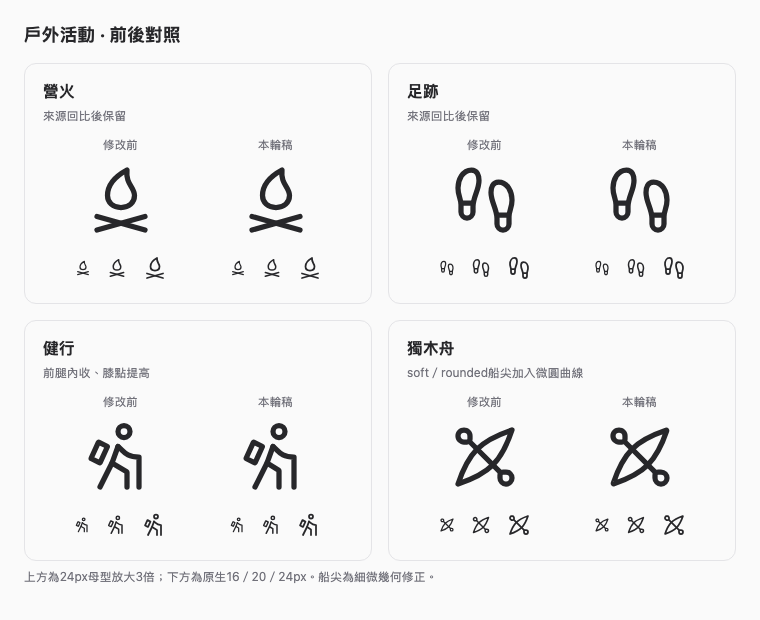 戶外活動 · 前後對照
營火
來源回比後保留
修改前
本輪稿
足跡
來源回比後保留
修改前
本輪稿
健行
前腿內收、膝點提高
修改前
本輪稿
獨木舟
soft / rounded船尖加入微圓曲線
修改前
本輪稿
上方為24px母型放大3倍；下方為原生16 / 20 / 24px。船尖為細微幾何修正。